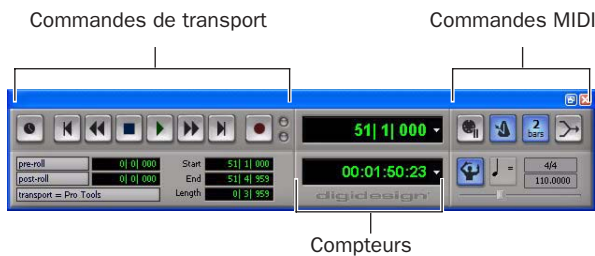 Commandes de transport
Commandes MIDI
51| 1| 000
2
bars
pre-roll 0| 0| 000 Start 51| 1| 000
post-roll 0| 0| 000 End 51| 4| 959
transport = Pro Tools Length 0| 3| 959
00:01:50:23
digidesign
= 4/4
110.0000
Compteurs